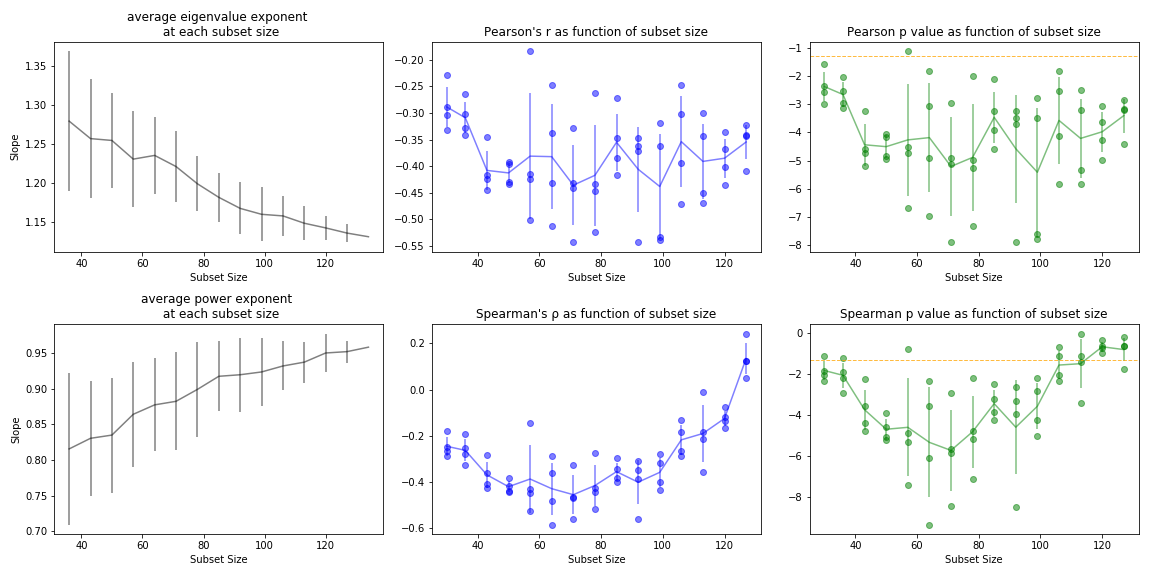 average eigenvalue exponent
at each subset size
Slope
1.35
1.30
1.25
1.20
1.15
40 60 80 100 120
Subset Size
Pearson's r as function of subset size
−0.20
−0.25
−0.30
−0.35
−0.40
−0.45
−0.50
−0.55
40 60 80 100 120
Subset Size
Pearson p value as function of subset size
−1
−2
−3
−4
−5
−6
−7
−8
40 60 80 100 120
Subset Size
average power exponent
at each subset size
Slope
0.95
0.90
0.85
0.80
0.75
0.70
40 60 80 100 120
Subset Size
Spearman's ρ as function of subset size
0.2
0.0
−0.2
−0.4
−0.6
40 60 80 100 120
Subset Size
Spearman p value as function of subset size
0
−2
−4
−6
−8
40 60 80 100 120
Subset Size